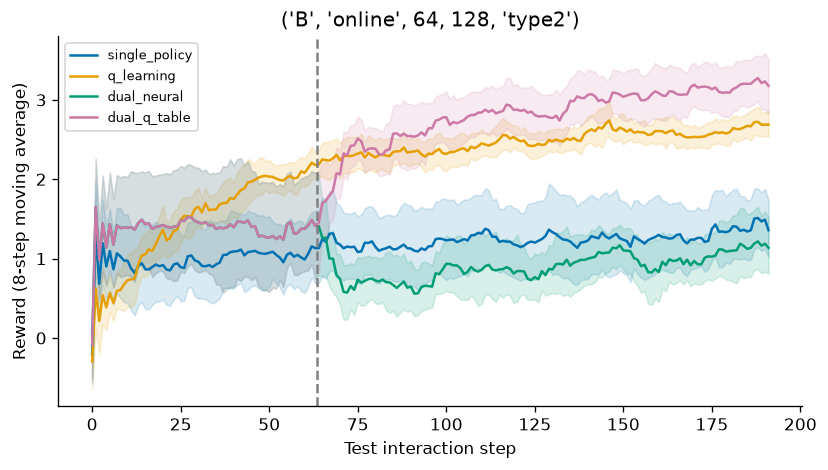 ('B', 'online', 64, 128, 'type2')
single_policy
q_learning
dual_neural
dual_q_table
Reward (8-step moving average)
3
2
1
0
0 25 50 75 100 125 150 175 200
Test interaction step